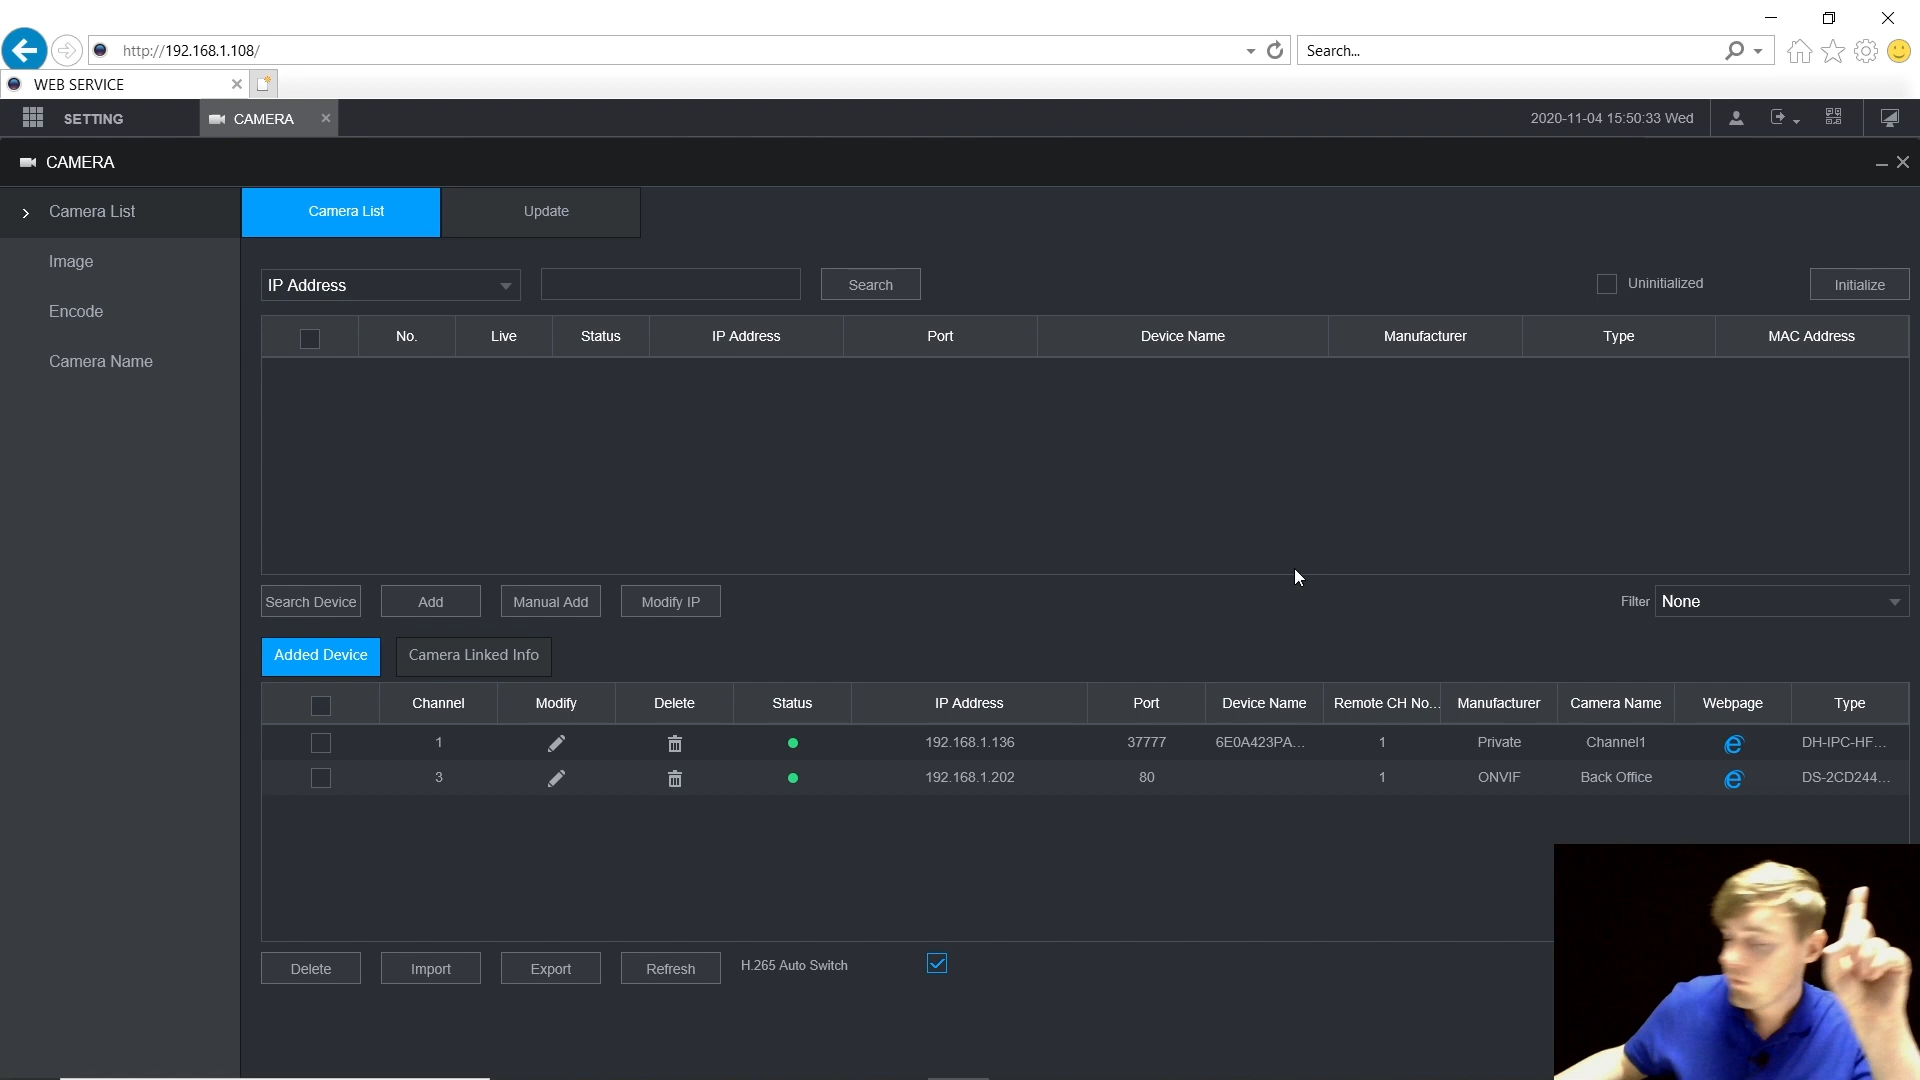 http://192.168.1.108/
Search...
WEB SERVICE
SETTING
CAMERA
2020-11-04 15:50:33 Wed
CAMERA
Camera List
Image
Encode
Camera Name
Camera List
Update
IP Address
Search
Uninitialized
Initialize
No. Live Status IP Address Port Device Name Manufacturer Type MAC Address
Search Device
Add
Manual Add
Modify IP
Filter
None
Added Device
Camera Linked Info
Channel Modify Delete Status IP Address Port Device Name Remote CH No... Manufacturer Camera Name Webpage Type
1 192.168.1.136 37777 6E0A423PA... 1 Private Channel1 DH-IPC-HF...
3 192.168.1.202 80 1 ONVIF Back Office DS-2CD244...
Delete
Import
Export
Refresh
H.265 Auto Switch